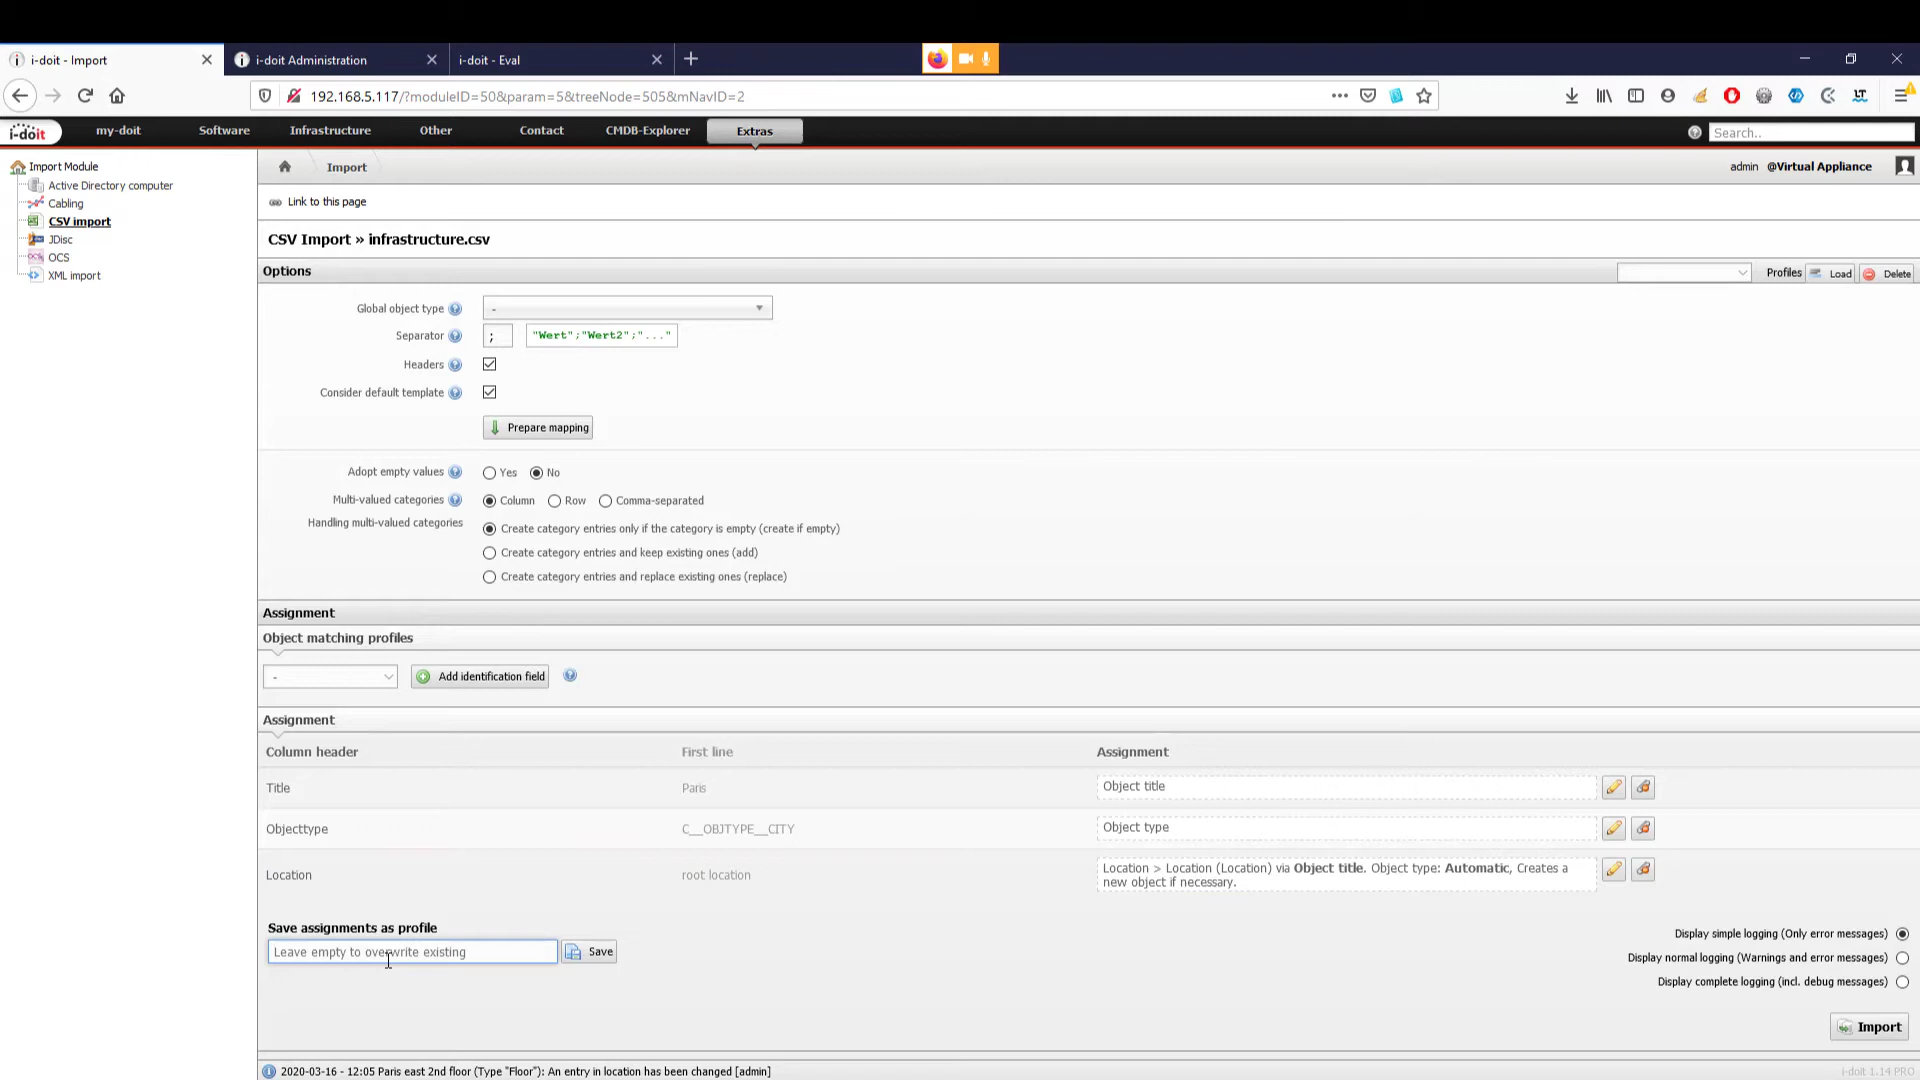 i-doit - Import
i-doit Administration
i-doit - Eval
192.168.5.117/?moduleID=50&param=5&treeNode=505&mNavID=2
i-doit
my-doit
Software
Infrastructure
Other
Contact
CMDB-Explorer
Extras
Search..
Import Module
Active Directory computer
Cabling
CSV import
JDisc
OCS
XML import
Import
admin @Virtual Appliance
Link to this page
CSV Import » infrastructure.csv
Options
Profiles Load Delete
Global object type -
Separator ; "Wert";"Wert2";"..."
Headers
Consider default template
Prepare mapping
Adopt empty values Yes No
Multi-valued categories Column Row Comma-separated
Handling multi-valued categories
Create category entries only if the category is empty (create if empty)
Create category entries and keep existing ones (add)
Create category entries and replace existing ones (replace)
Assignment
Object matching profiles
- Add identification field
Assignment
Column header First line Assignment
Title Paris Object title
Objecttype C__OBJTYPE__CITY Object type
Location root location Location > Location (Location) via Object title. Object type: Automatic, Creates a
new object if necessary.
Save assignments as profile
Leave empty to overwrite existing Save
Display simple logging (Only error messages)
Display normal logging (Warnings and error messages)
Display complete logging (incl. debug messages)
Import
2020-03-16 - 12:05 Paris east 2nd floor (Type "Floor"): An entry in location has been changed [admin]
i-doit 1.14 PRO